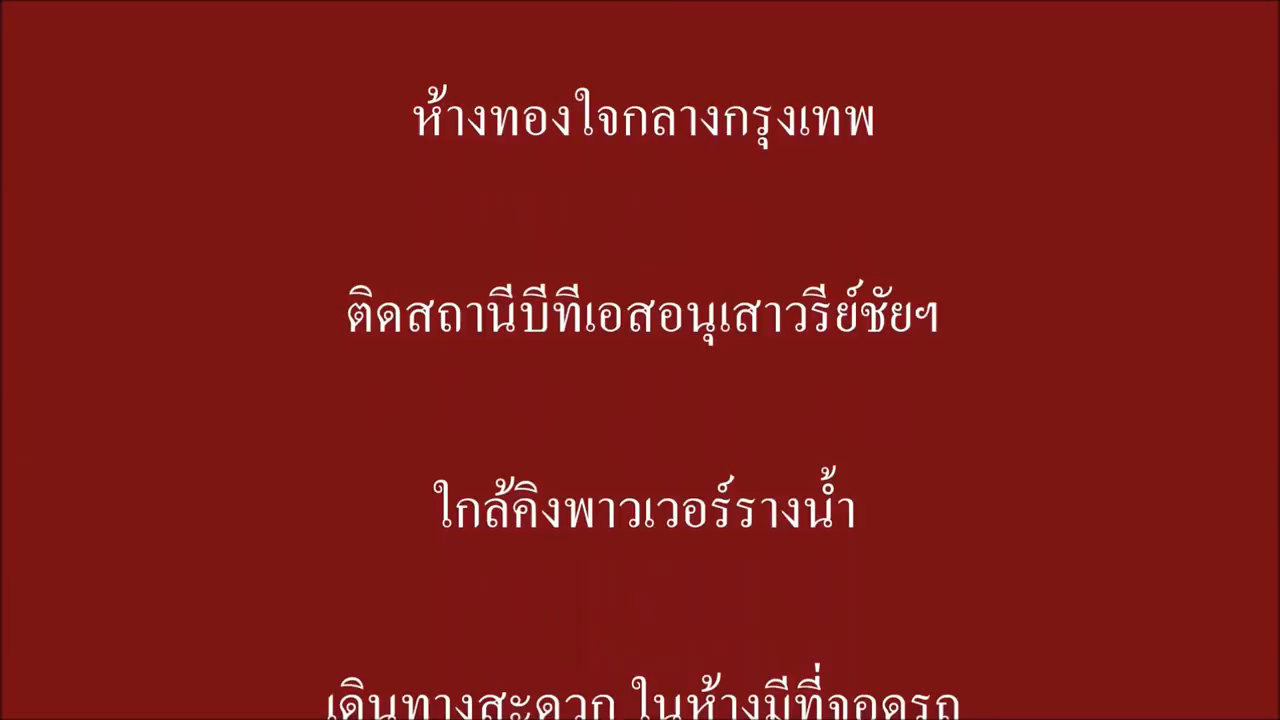 ห้างทองใจกลางกรุงเทพ
ติดสถานีบีทีเอสอนุเสาวรีย์ชัยฯ
ใกล้คิงพาวเวอร์รางน้ำ
เดินทางสะดวก ในห้างมีที่จอดรถ